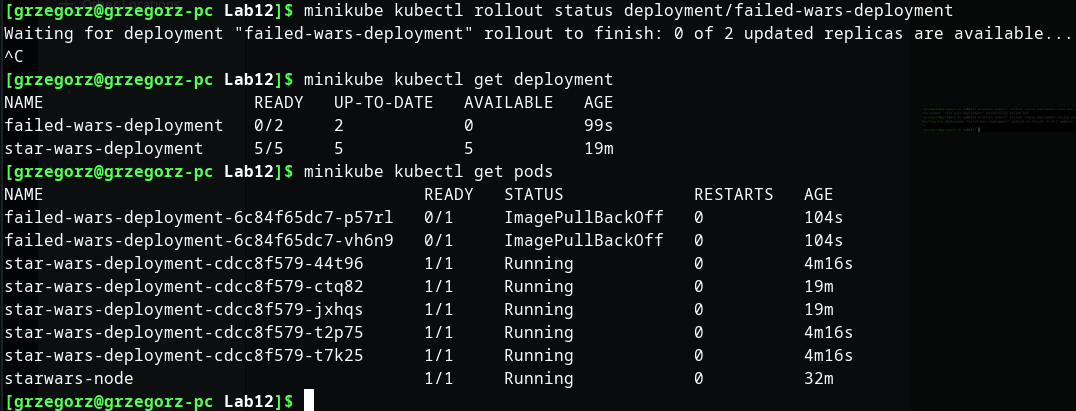 [grzegorz@grzegorz-pc Lab12]$ minikube kubectl rollout status deployment/failed-wars-deployment
Waiting for deployment "failed-wars-deployment" rollout to finish: 0 of 2 updated replicas are available...
^C
[grzegorz@grzegorz-pc Lab12]$ minikube kubectl get deployment
NAME                     READY   UP-TO-DATE   AVAILABLE   AGE
failed-wars-deployment   0/2     2            0           99s
star-wars-deployment     5/5     5            5           19m
[grzegorz@grzegorz-pc Lab12]$ minikube kubectl get pods
NAME                                      READY   STATUS             RESTARTS   AGE
failed-wars-deployment-6c84f65dc7-p57rl   0/1     ImagePullBackOff   0          104s
failed-wars-deployment-6c84f65dc7-vh6n9   0/1     ImagePullBackOff   0          104s
star-wars-deployment-cdcc8f579-44t96      1/1     Running            0          4m16s
star-wars-deployment-cdcc8f579-ctq82      1/1     Running            0          19m
star-wars-deployment-cdcc8f579-jxhqs      1/1     Running            0          19m
star-wars-deployment-cdcc8f579-t2p75      1/1     Running            0          4m16s
star-wars-deployment-cdcc8f579-t7k25      1/1     Running            0          4m16s
starwars-node                             1/1     Running            0          32m
[grzegorz@grzegorz-pc Lab12]$